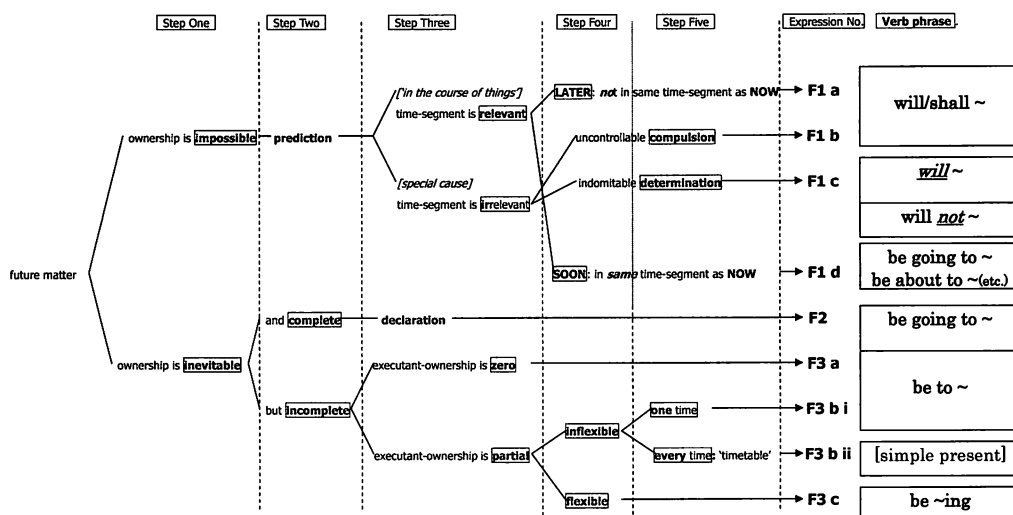 Step One Step Two Step Three Step Four Step Five Expression No. Verb phrase.
['in the course of things']
time-segment is relevant
LATER: not in same time-segment as NOW F1 a
will/shall ~
ownership is impossible prediction
uncontrollable compulsion F1 b
[special cause]
time-segment is irrelevant
indomitable determination F1 c
will ~
will not ~
future matter
SOON: in same time-segment as NOW F1 d
be going to ~
be about to ~(etc.)
and complete declaration F2
be going to ~
ownership is inevitable
executant-ownership is zero F3 a
be to ~
but incomplete
one time F3 b i
inflexible
executant-ownership is partial
every time: 'timetable' F3 b ii
[simple present]
flexible F3 c
be ~ing